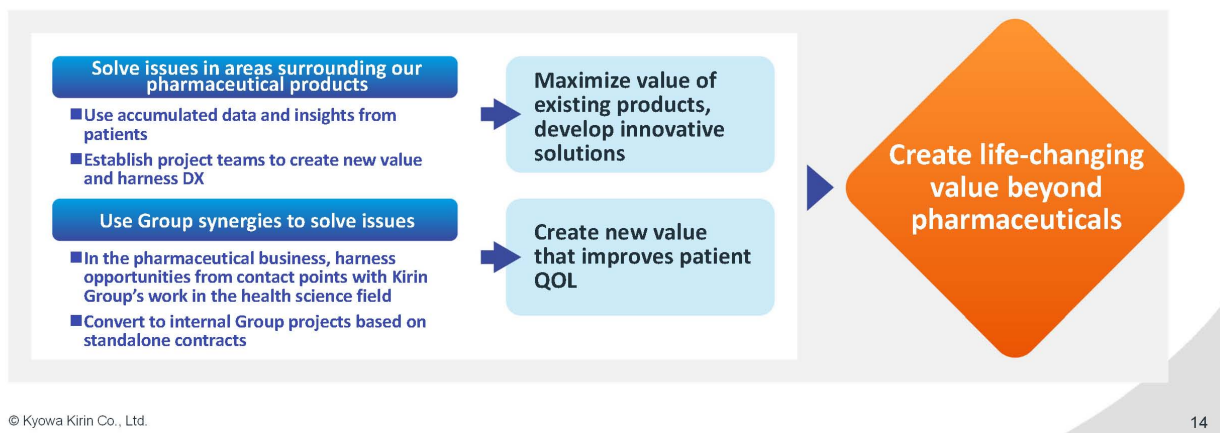 Solve issues in areas surrounding our
pharmaceutical products
■Use accumulated data and insights from
patients
■Establish project teams to create new value
and harness DX
Maximize value of
existing products,
develop innovative
solutions
Use Group synergies to solve issues
■In the pharmaceutical business, harness
opportunities from contact points with Kirin
Group's work in the health science field
■Convert to internal Group projects based on
standalone contracts
Create new value
that improves patient
QOL
Create life-changing
value beyond
pharmaceuticals
© Kyowa Kirin Co., Ltd.
14